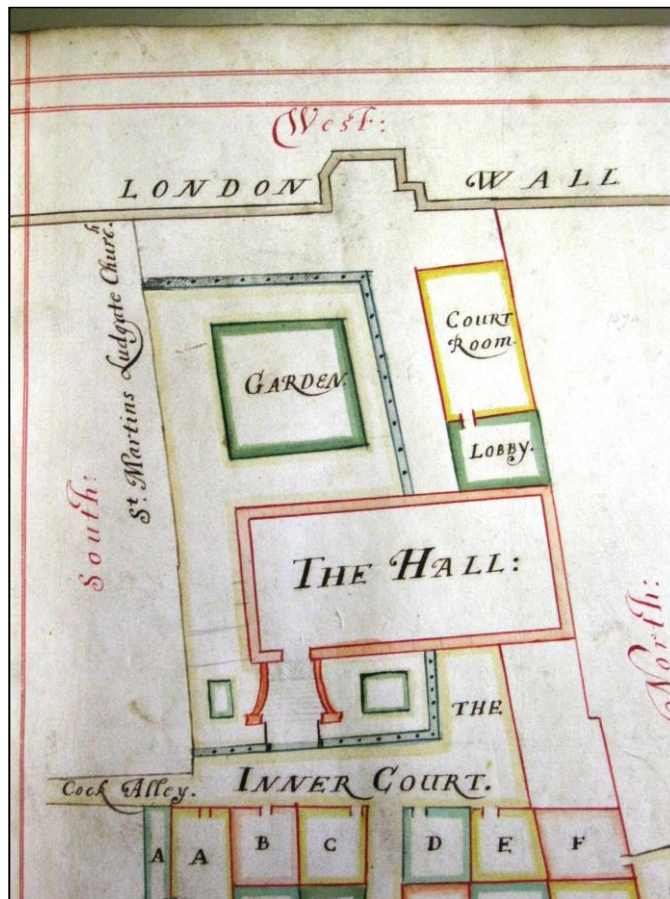 West:
LONDON WALL
St. Martins Ludgate Church.
COURT
Room.
GARDEN.
LOBBY.
South:
THE HALL:
North:
THE
INNER COURT.
Cock Alley.
A A B C D E F